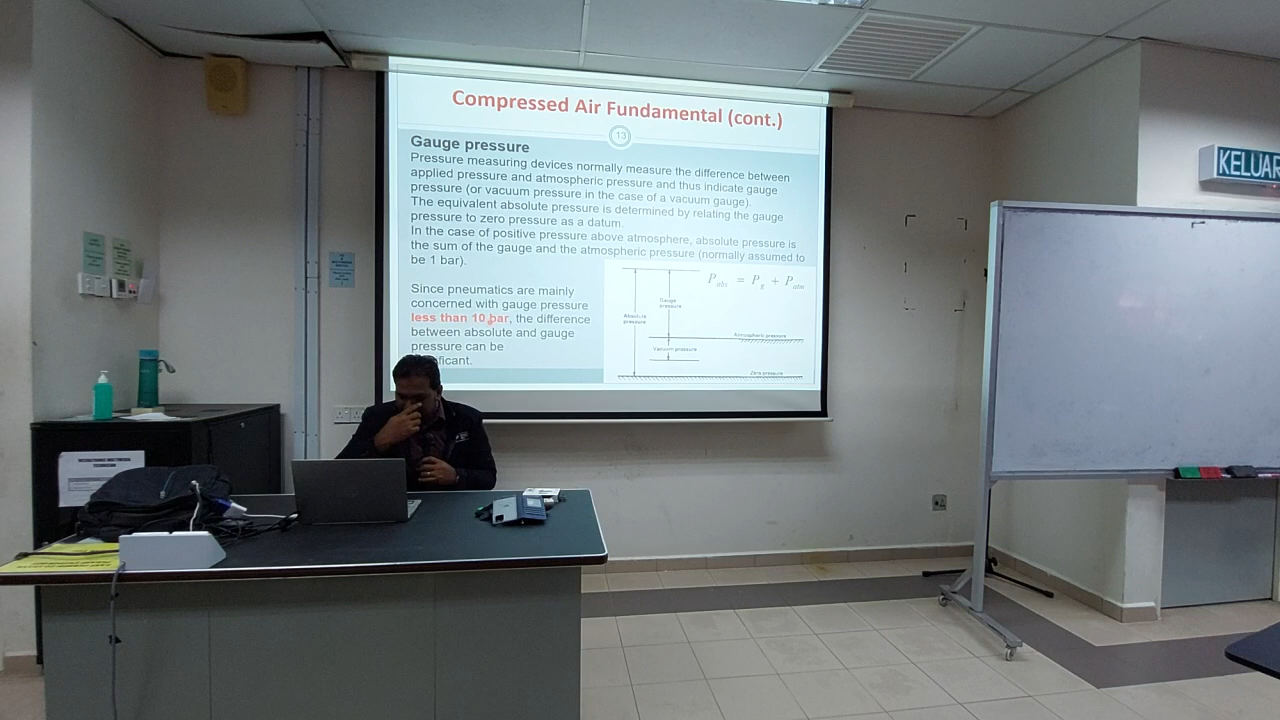 Compressed Air Fundamental (cont.)
13
Gauge pressure
Pressure measuring devices normally measure the difference between
applied pressure and atmospheric pressure and thus indicate gauge
pressure (or vacuum pressure in the case of a vacuum gauge).
The equivalent absolute pressure is determined by relating the gauge
pressure to zero pressure as a datum.
In the case of positive pressure above atmosphere, absolute pressure is
the sum of the gauge and the atmospheric pressure (normally assumed to
be 1 bar).
Since pneumatics are mainly
concerned with gauge pressure
less than 10 bar, the difference
between absolute and gauge
pressure can be
ficant.
P abs = P g + P atm
Gauge
pressure
Absolute
pressure
Atmospheric pressure
Vacuum pressure
Zero pressure
KELUAR